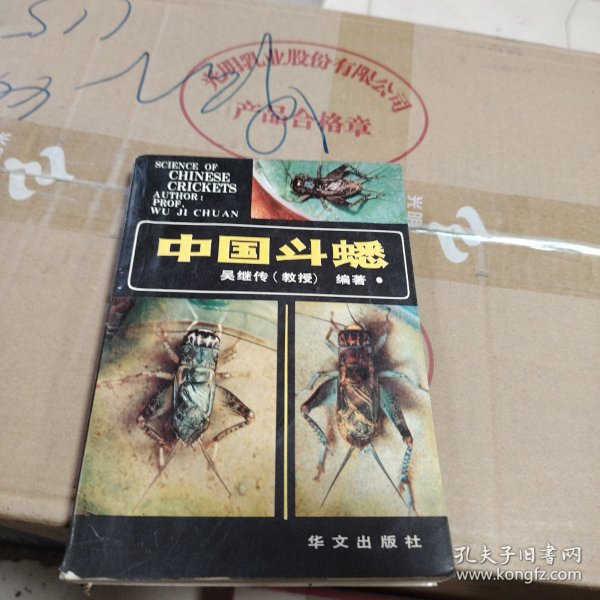 光明乳业股份有限公司
产品合格章
SCIENCE OF
CHINESE
CRICKETS
AUTHOR:
PROF.
WU JI CHUAN
中国斗蟋
吴继传(教授) 编著
华文出版社
光明
孔夫子旧书网
www.kongfz.com